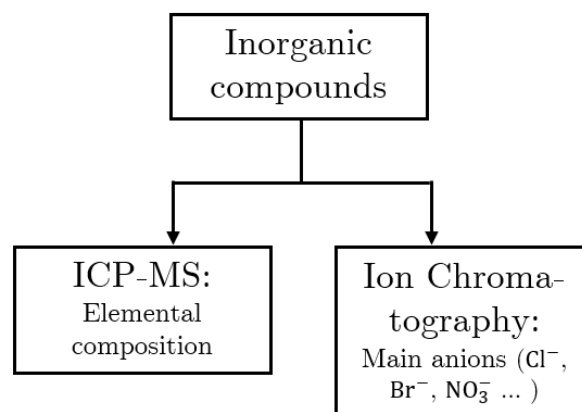 Inorganic
compounds
ICP-MS:
Elemental
composition
Ion Chroma-
tography:
Main anions (Cl⁻,
Br⁻, NO₃⁻ ... )